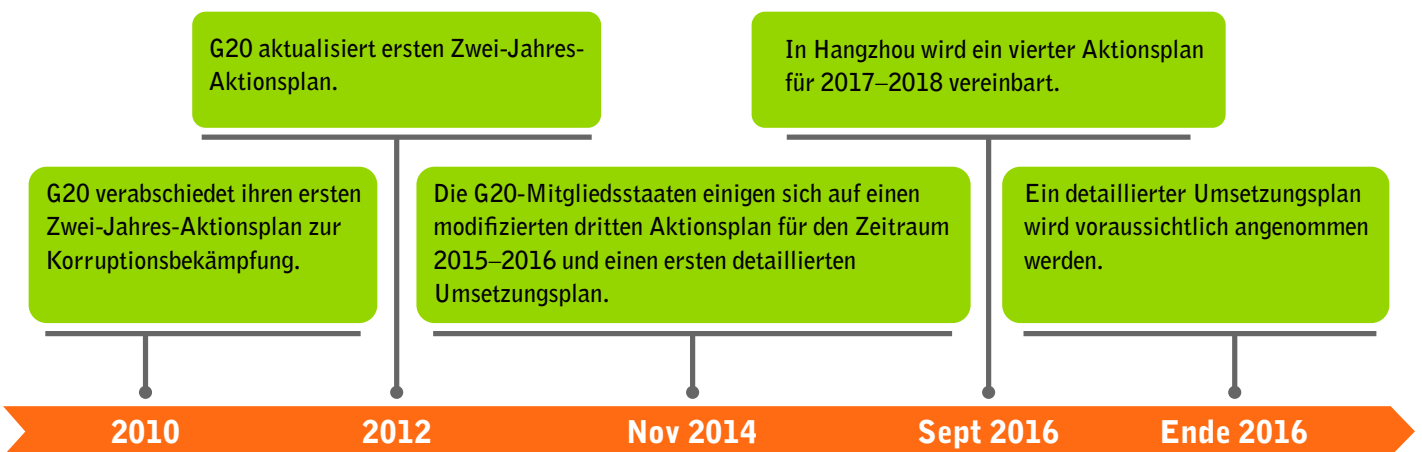 G20 aktualisiert ersten Zwei-Jahres-
Aktionsplan.
In Hangzhou wird ein vierter Aktionsplan
für 2017–2018 vereinbart.
G20 verabschiedet ihren ersten
Zwei-Jahres-Aktionsplan zur
Korruptionsbekämpfung.
Die G20-Mitgliedsstaaten einigen sich auf einen
modifizierten dritten Aktionsplan für den Zeitraum
2015–2016 und einen ersten detaillierten
Umsetzungsplan.
Ein detaillierter Umsetzungsplan
wird voraussichtlich angenommen
werden.
2010 2012 Nov 2014 Sept 2016 Ende 2016